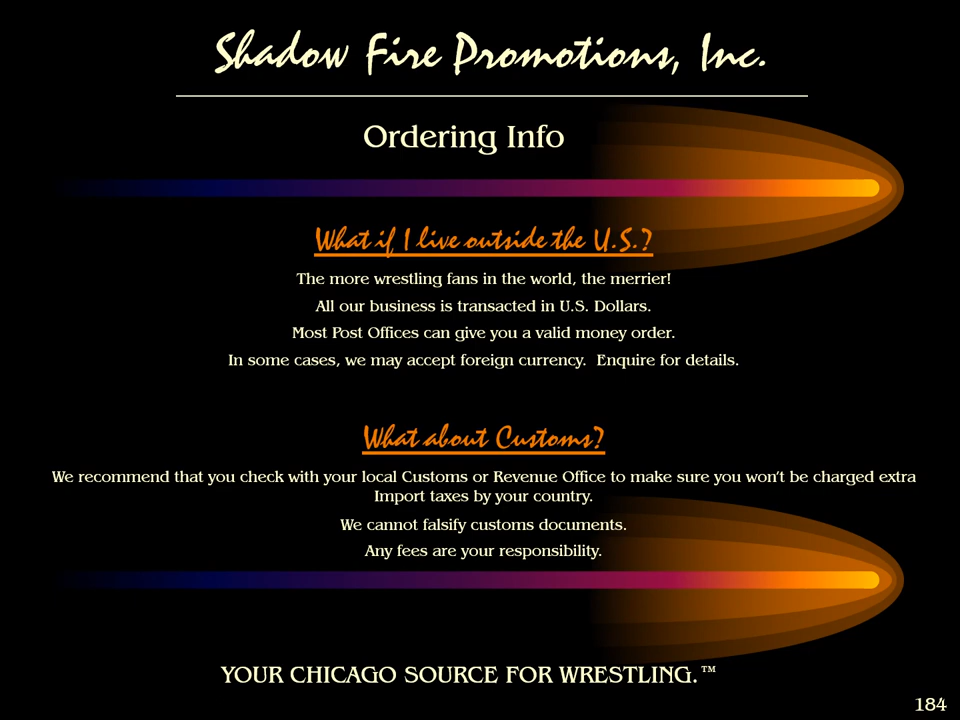 Shadow Fire Promotions, Inc.
Ordering Info
What if I live outside the U.S.?
The more wrestling fans in the world, the merrier!
All our business is transacted in U.S. Dollars.
Most Post Offices can give you a valid money order.
In some cases, we may accept foreign currency.  Enquire for details.
What about Customs?
We recommend that you check with your local Customs or Revenue Office to make sure you won't be charged extra
Import taxes by your country.
We cannot falsify customs documents.
Any fees are your responsibility.
YOUR CHICAGO SOURCE FOR WRESTLING.™
184